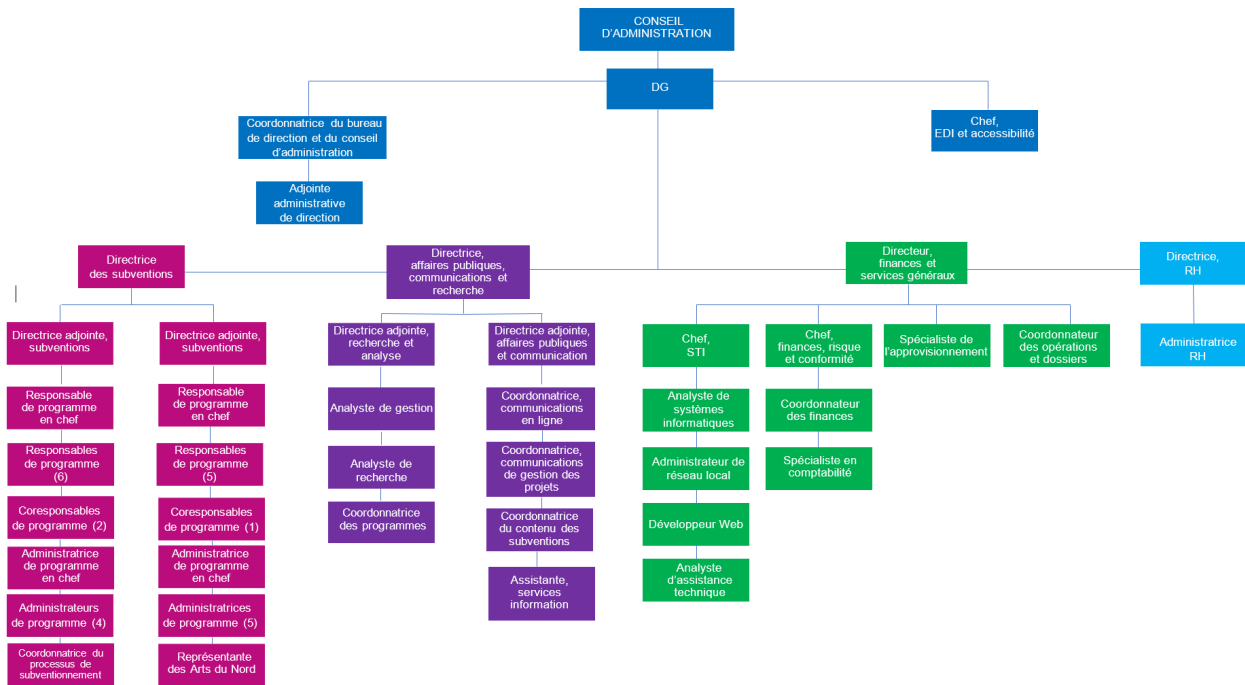 CONSEIL
D'ADMINISTRATION
DG
Coordonnatrice du bureau
de direction et du conseil
d'administration
Chef,
EDI et accessibilité
Adjointe
administrative
de direction
Directrice
des subventions
Directrice,
affaires publiques,
communications et
recherche
Directeur,
finances et
services généraux
Directrice,
RH
Directrice adjointe,
subventions
Responsable
de programme
en chef
Responsables
de programme
(6)
Coresponsables
de programme (2)
Administratrice
de programme
en chef
Administrateurs
de programme (4)
Coordonnatrice du
processus de
subventionnement
Directrice adjointe,
subventions
Responsable
de programme
en chef
Responsables
de programme
(5)
Coresponsables
de programme (1)
Administratrice
de programme
en chef
Administratrices
de programme (5)
Représentante
des Arts du Nord
Directrice adjointe,
recherche et
analyse
Analyste de gestion
Analyste de
recherche
Coordonnatrice
des programmes
Directrice adjointe,
affaires publiques
et communication
Coordonnatrice,
communications
en ligne
Coordonnatrice,
communications
de gestion des
projets
Coordonnatrice
du contenu des
subventions
Assistante,
services
information
Chef,
STI
Analyste de
systèmes
informatiques
Administrateur de
réseau local
Développeur Web
Analyste
d'assistance
technique
Chef,
finances, risque
et conformité
Coordonnateur
des finances
Spécialiste en
comptabilité
Spécialiste de
l'approvisionnement
Coordonnateur
des opérations
et dossiers
Administratrice
RH